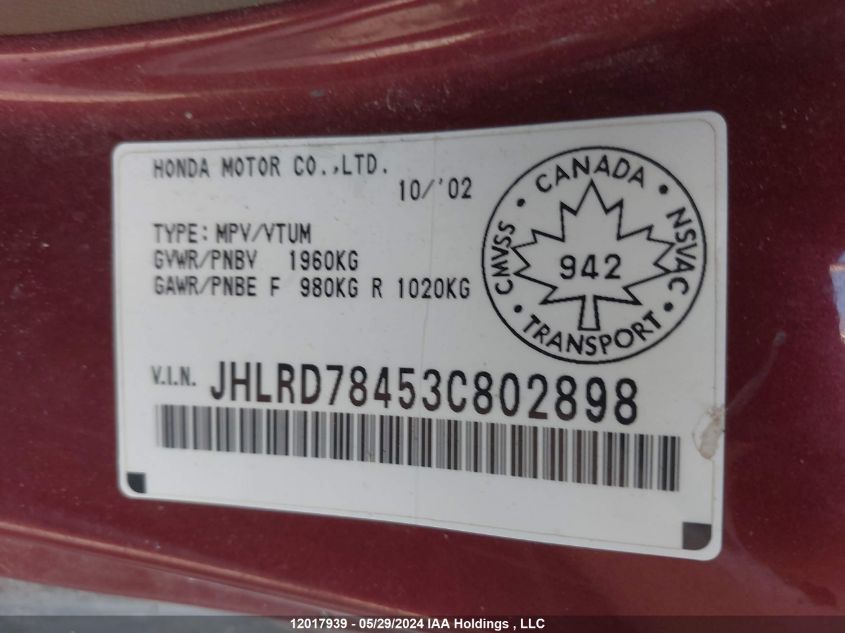 HONDA MOTOR CO.,LTD.
10/'02
TYPE: MPV/VTUM
GVWR/PNBV 1960KG
GAWR/PNBE F 980KG R 1020KG
CANADA
CMVSS • NSVAC
942
TRANSPORT
V.I.N. JHLRD78453C802898
12017939 - 05/29/2024 IAA Holdings , LLC